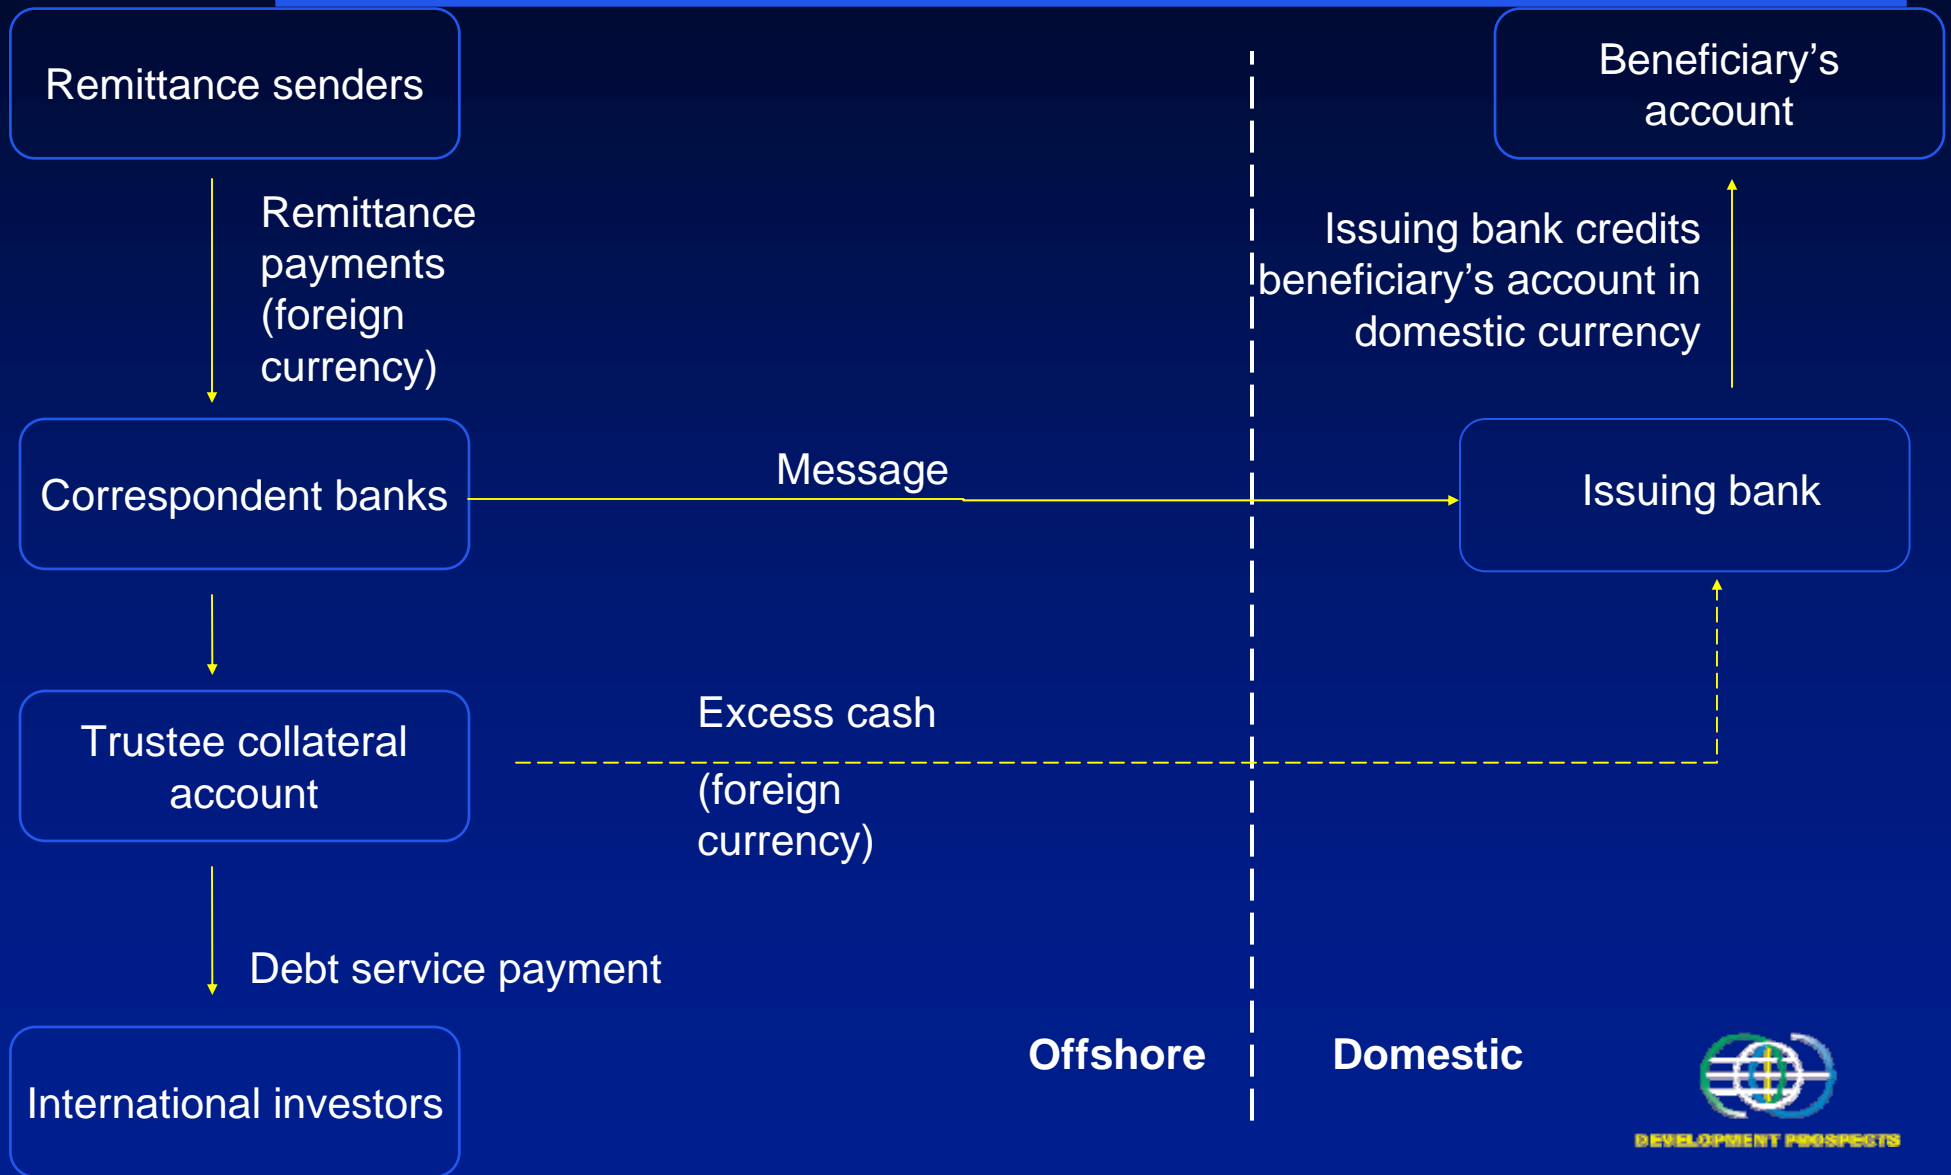 Remittance senders
Beneficiary’s
account
Remittance
payments
(foreign
currency)
Issuing bank credits
beneficiary’s account in
domestic currency
Correspondent banks
Message
Issuing bank
Trustee collateral
account
Excess cash
(foreign
currency)
Debt service payment
International investors
Offshore
Domestic
DEVELOPMENT PROSPECTS